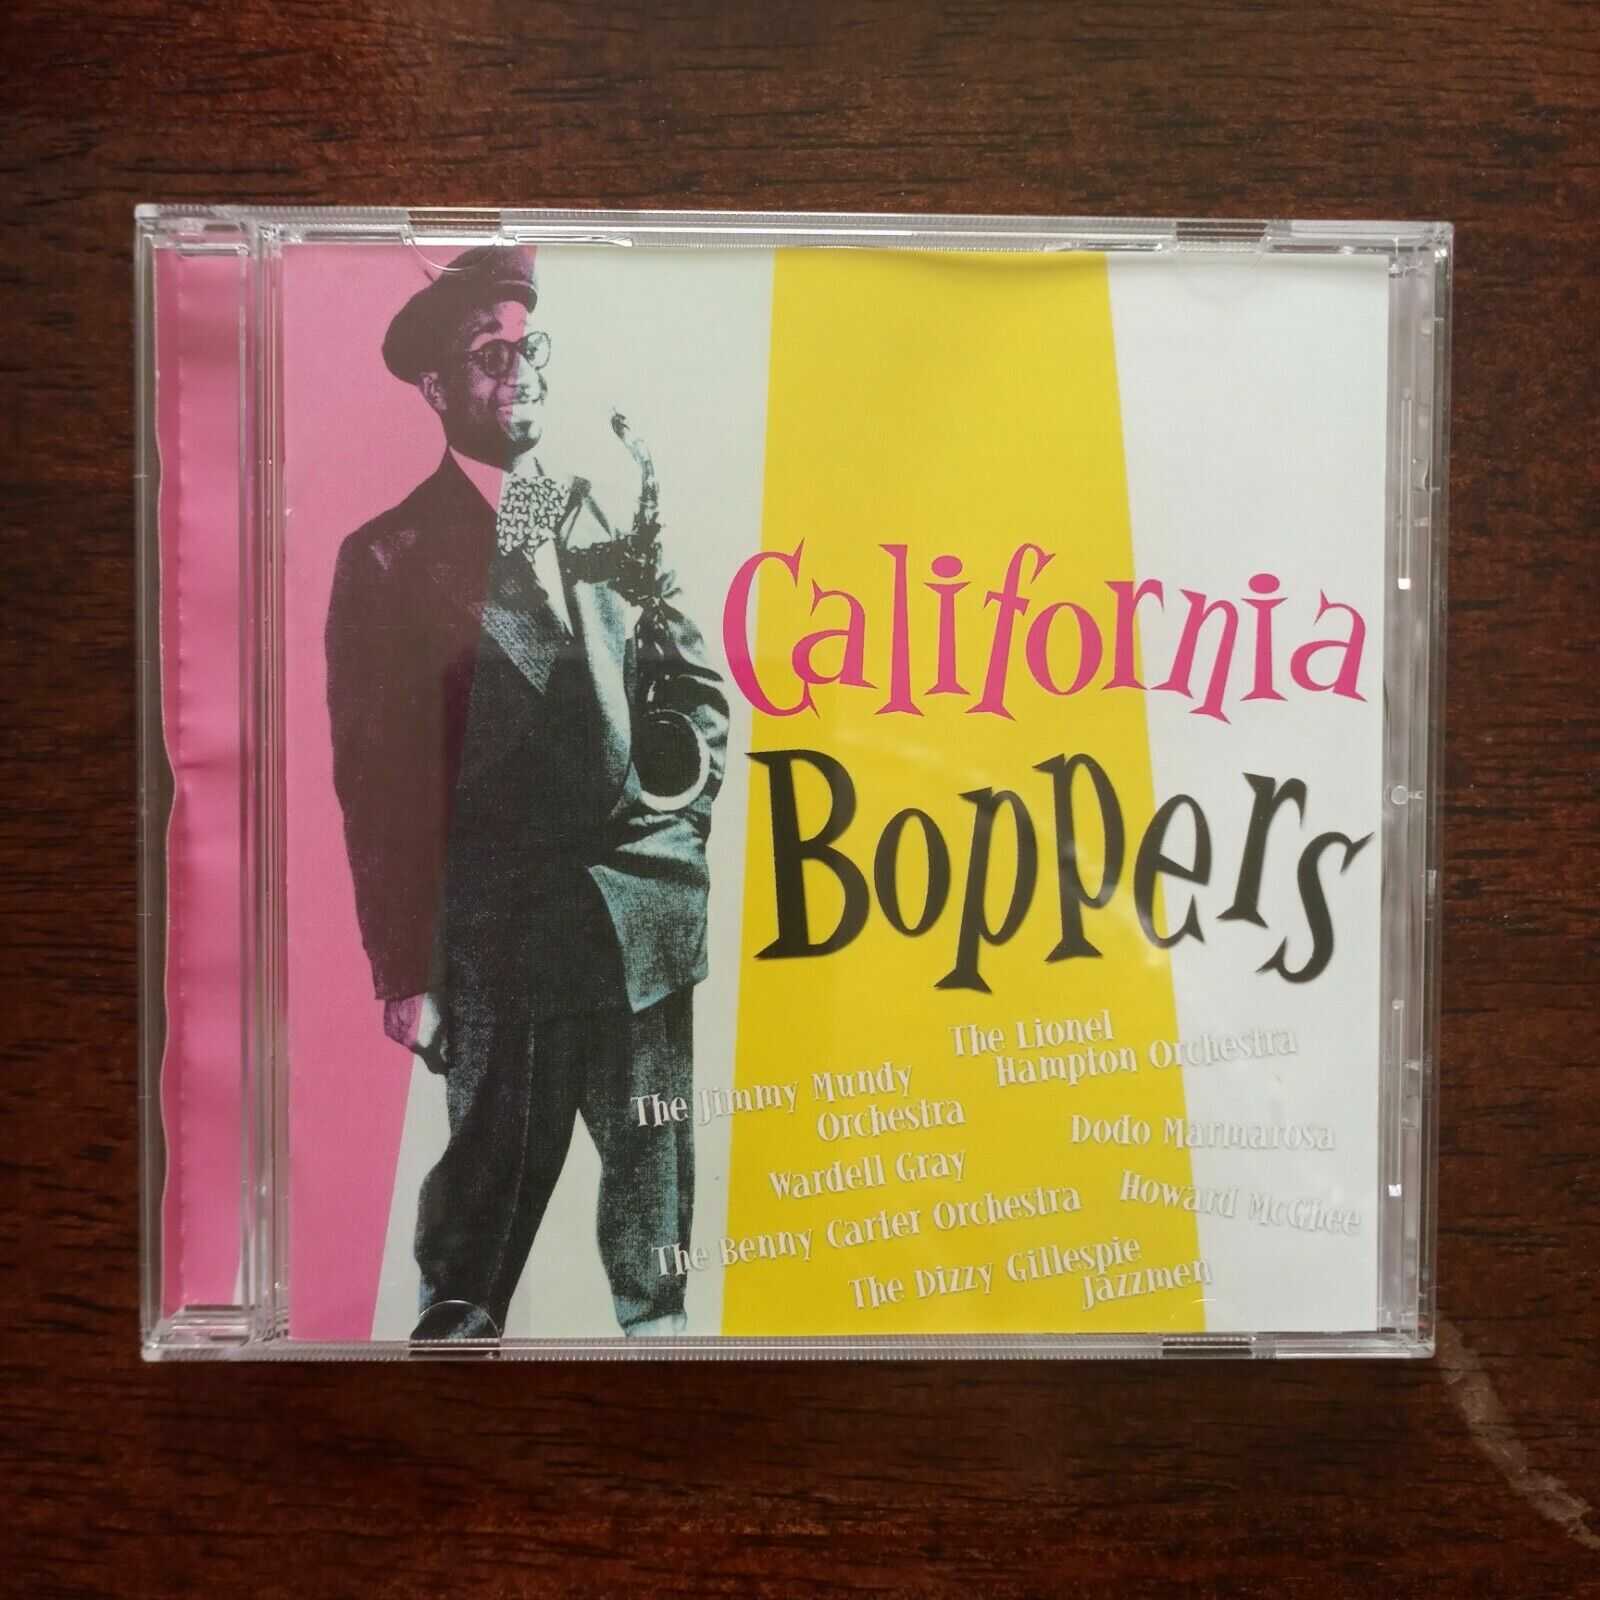 California
Boppers
The Lionel
Hampton Orchestra
The Jimmy Mundy
Orchestra
Dodo Marmarosa
Wardell Gray
Howard McGhee
The Benny Carter Orchestra
The Dizzy Gillespie
Jazzmen